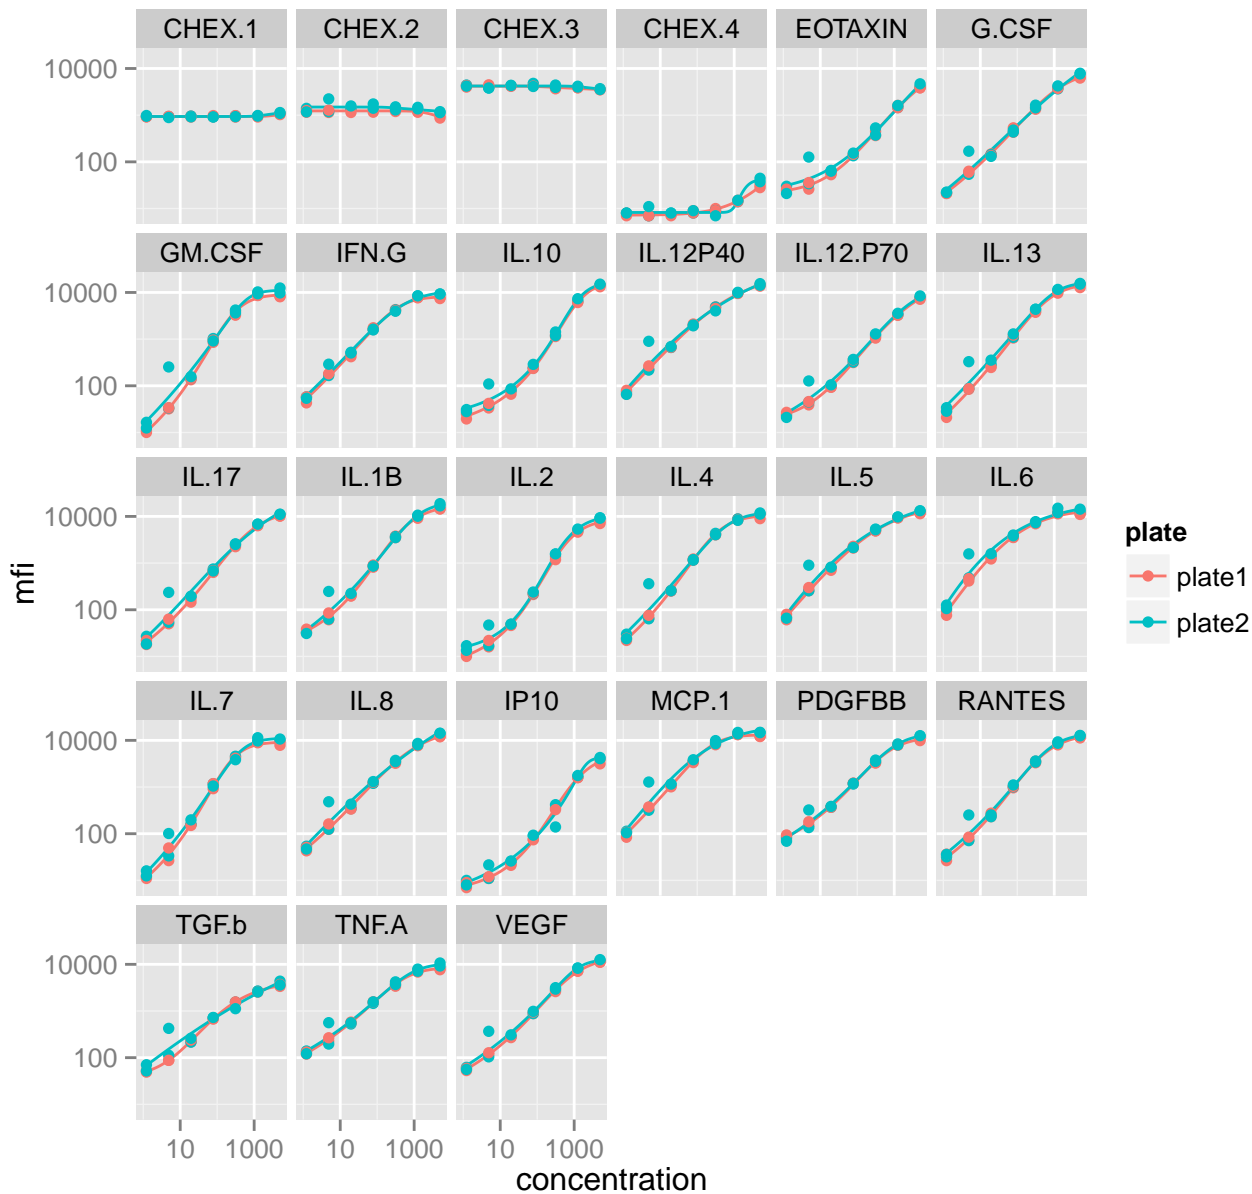 CHEX.1 CHEX.2 CHEX.3 CHEX.4 EOTAXIN G.CSF
10000
100
GM.CSF IFN.G IL.10 IL.12P40 IL.12.P70 IL.13
10000
100
IL.17 IL.1B IL.2 IL.4 IL.5 IL.6
10000
100
mfi
plate
plate1
plate2
IL.7 IL.8 IP10 MCP.1 PDGFBB RANTES
10000
100
TGF.b TNF.A VEGF
10000
100
10 1000 10 1000 10 1000
concentration